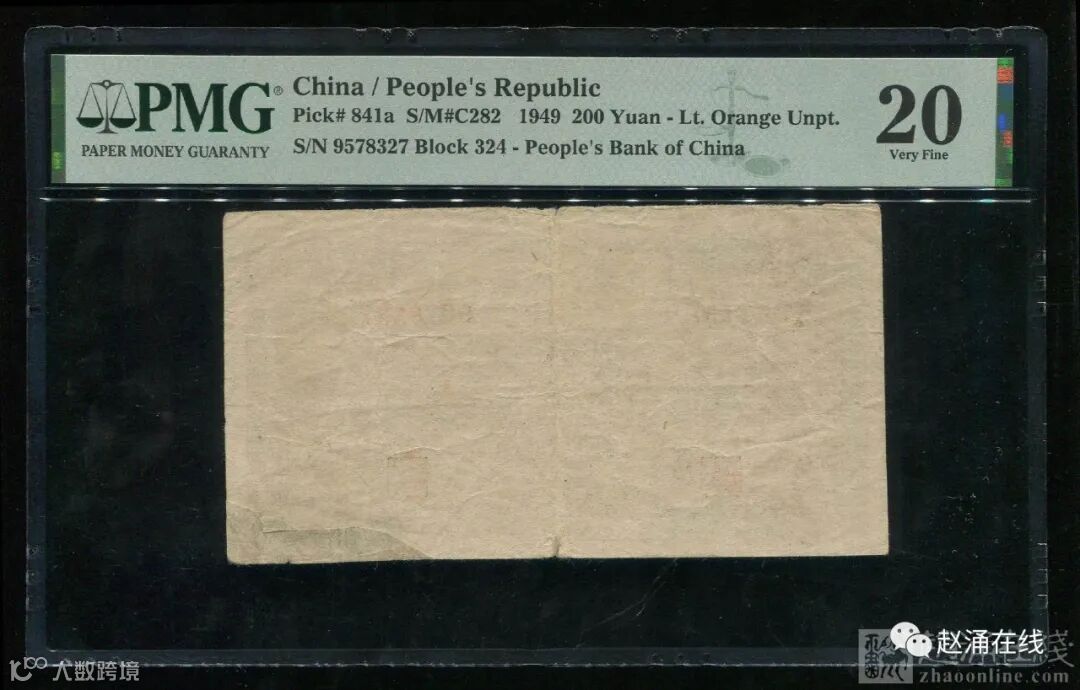 PMG®
PAPER MONEY GUARANTY
China / People's Republic
Pick# 841a S/M#C282 1949 200 Yuan - Lt. Orange Unpt.
S/N 9578327 Block 324 - People's Bank of China
20
Very Fine
赵涌在线
zhaoonline.com
大数跨境